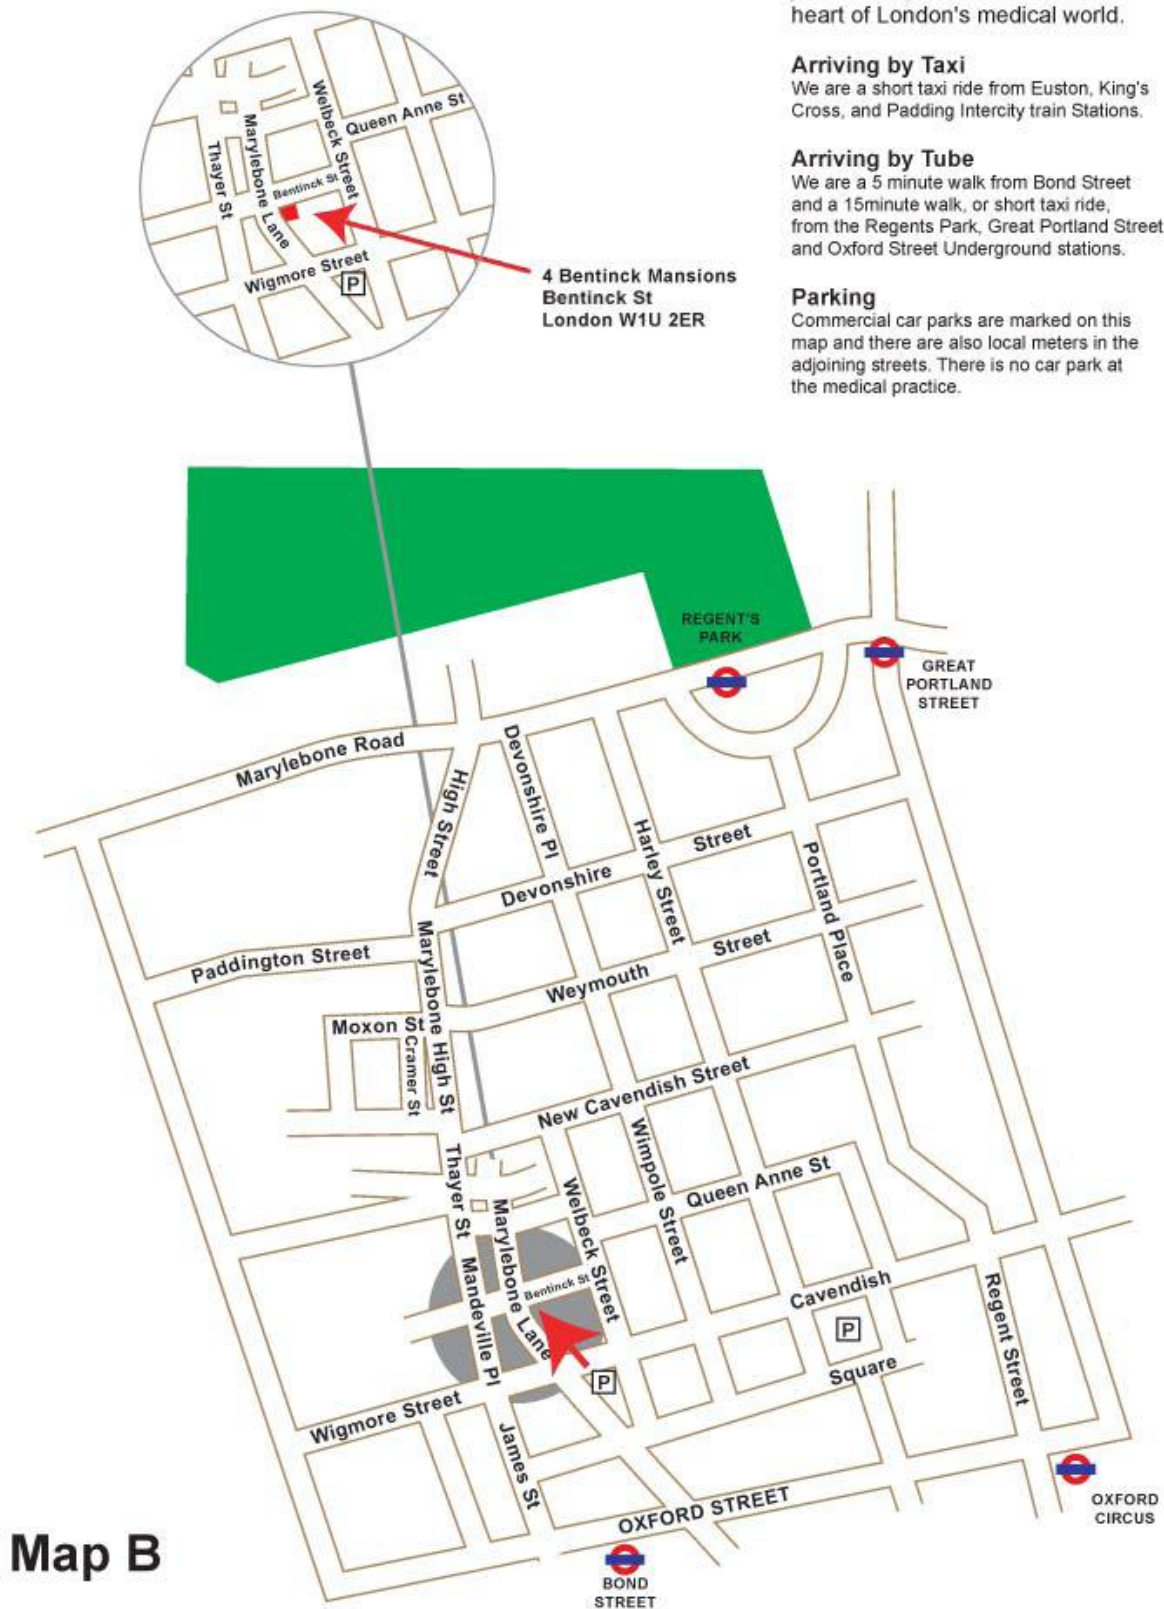 heart of London's medical world.
Arriving by Taxi
We are a short taxi ride from Euston, King's
Cross, and Padding Intercity train Stations.
Arriving by Tube
We are a 5 minute walk from Bond Street
and a 15minute walk, or short taxi ride,
from the Regents Park, Great Portland Street
and Oxford Street Underground stations.
Parking
Commercial car parks are marked on this
map and there are also local meters in the
adjoining streets. There is no car park at
the medical practice.
Welbeck Street
Queen Anne St
Marylebone Lane
Thayer St
Bentinck St
Wigmore Street
P
4 Bentinck Mansions
Bentinck St
London W1U 2ER
REGENT'S
PARK
GREAT
PORTLAND
STREET
Marylebone Road
High Street
Devonshire Pl
Harley Street
Devonshire
Street
Portland Place
Paddington Street
Marylebone High St
Weymouth
Street
Moxon St
Cramer St
New Cavendish Street
Thayer St
Wimpole Street
Queen Anne St
Welbeck Street
Marylebone Lane
Mandeville Pl
Bentinck St
Cavendish
Square
P
Regent Street
P
Wigmore Street
James St
OXFORD STREET
OXFORD
CIRCUS
BOND
STREET
Map B